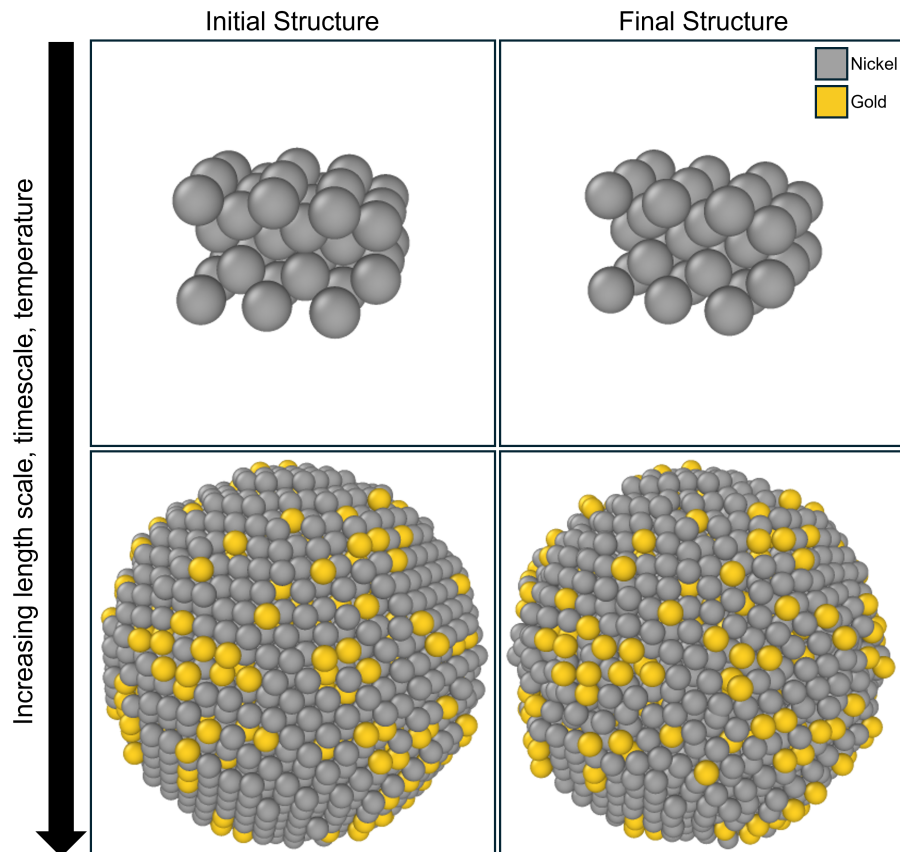 Initial Structure
Final Structure
Nickel
Gold
Increasing length scale, timescale, temperature